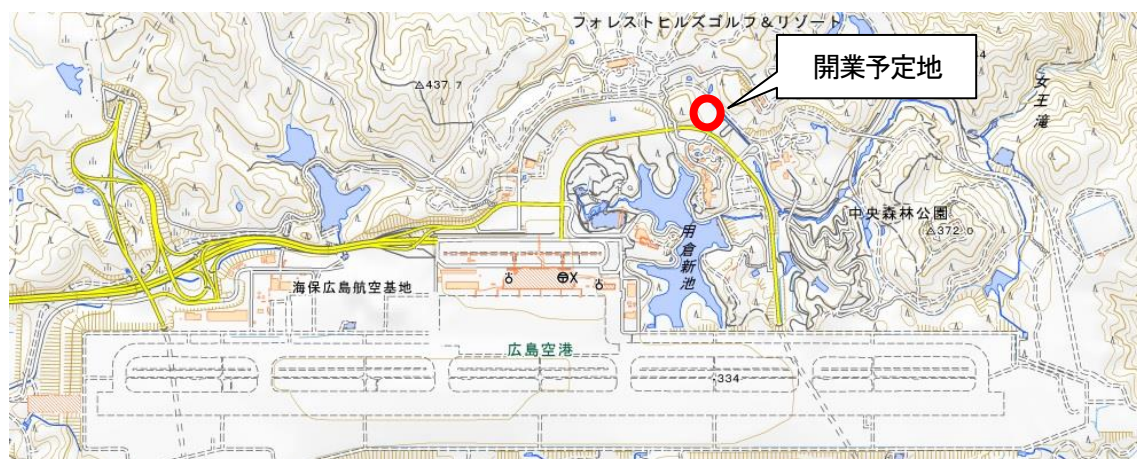 フォレストヒルズゴルフ&リゾート
開業予定地
437.7
女王滝
中央森林公園
372.0
用倉新池
海保広島航空基地
X
広島空港
・334